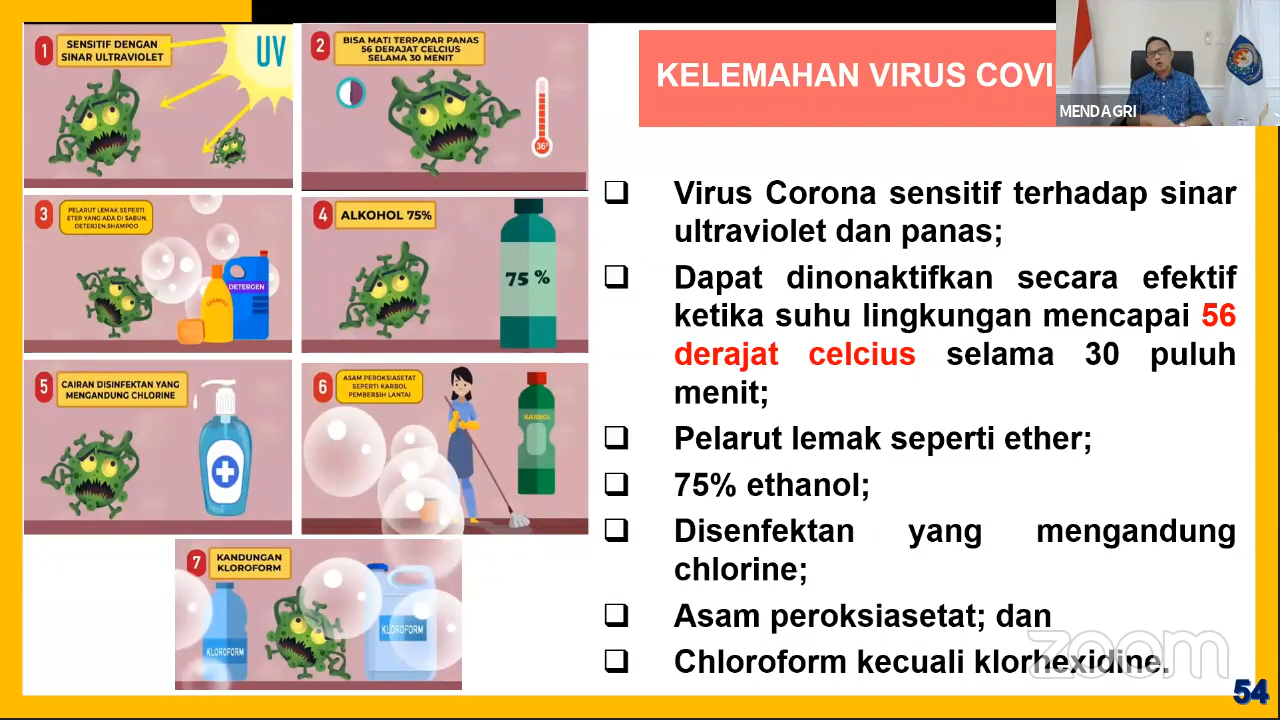 1
SENSITIF DENGAN
SINAR ULTRAVIOLET
UV
2
BISA MATI TERPAPAR PANAS
56 DERAJAT CELCIUS
SELAMA 30 MENIT
36°
3
PELARUT LEMAK SEPERTI
ETER YANG ADA DI SABUN,
DETERJEN,SHAMPOO
SHAMPOO
DETERGEN
4
ALKOHOL 75%
75 %
5
CAIRAN DISINFEKTAN YANG
MENGANDUNG CHLORINE
6
ASAM PEROKSIASETAT
SEPERTI KARBOL
PEMBERSIH LANTAI
KARBOL
7
KANDUNGAN
KLOROFORM
KLOROFORM
KLOROFORM
KELEMAHAN VIRUS COVI
MENDAGRI
Virus Corona sensitif terhadap sinar
ultraviolet dan panas;
Dapat dinonaktifkan secara efektif
ketika suhu lingkungan mencapai 56
derajat celcius selama 30 puluh
menit;
Pelarut lemak seperti ether;
75% ethanol;
Disenfektan yang mengandung
chlorine;
Asam peroksiasetat; dan
Chloroform kecuali klorhexidine.
zoom
54